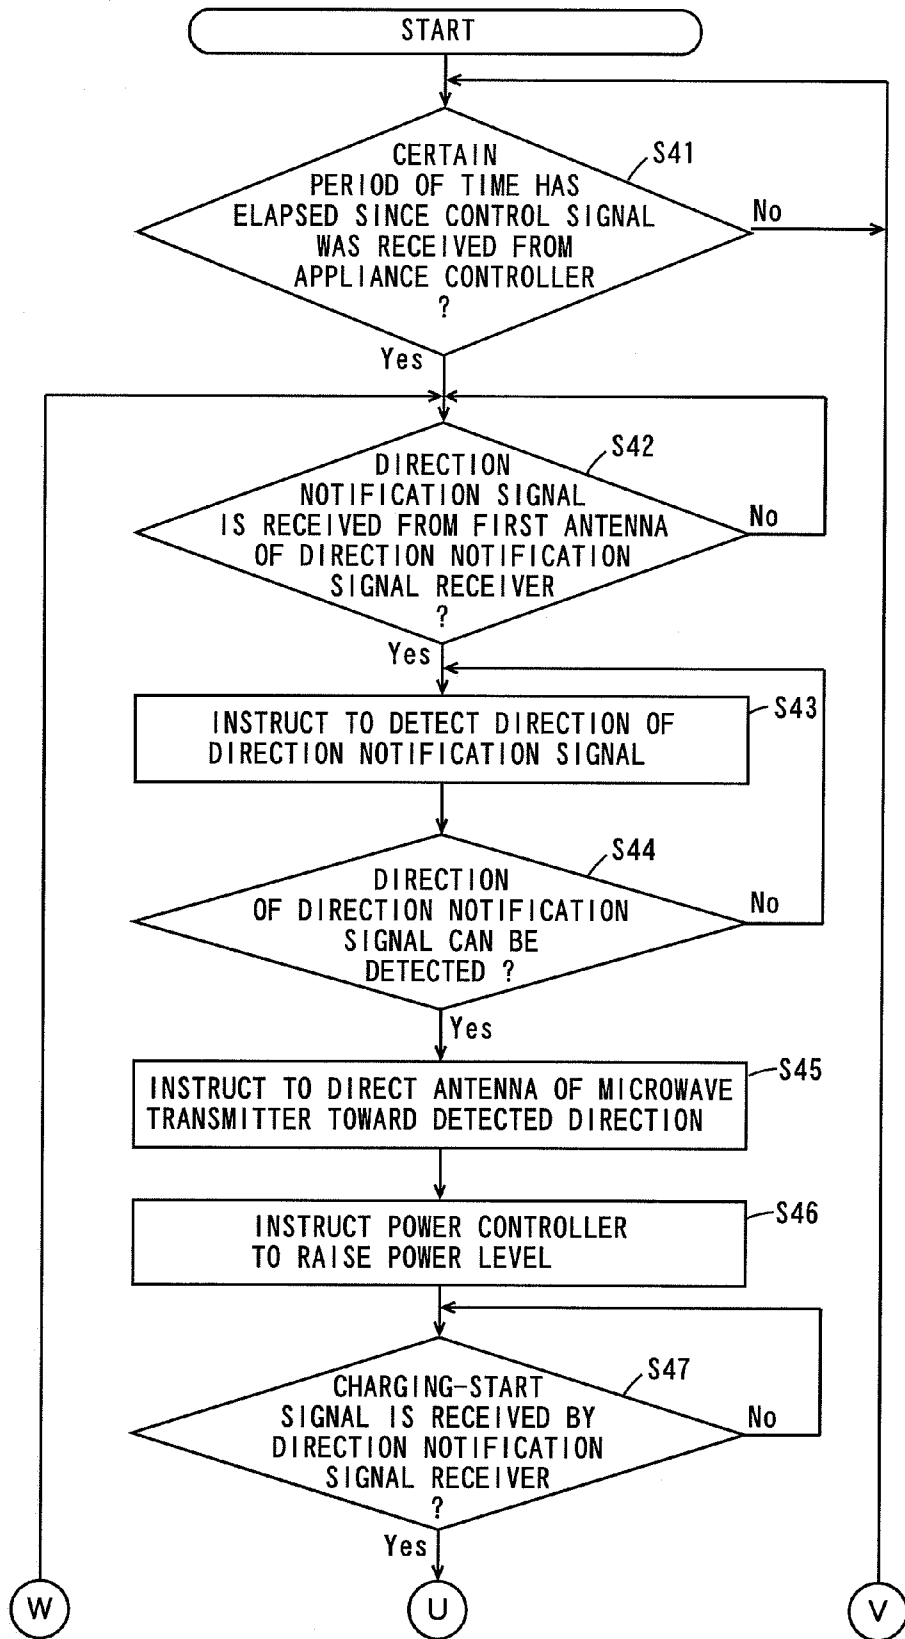 START
CERTAIN
PERIOD OF TIME HAS
ELAPSED SINCE CONTROL SIGNAL
WAS RECEIVED FROM
APPLIANCE CONTROLLER
?
S41
No
Yes
DIRECTION
NOTIFICATION SIGNAL
IS RECEIVED FROM FIRST ANTENNA
OF DIRECTION NOTIFICATION
SIGNAL RECEIVER
?
S42
No
Yes
INSTRUCT TO DETECT DIRECTION OF
DIRECTION NOTIFICATION SIGNAL
S43
DIRECTION
OF DIRECTION NOTIFICATION
SIGNAL CAN BE
DETECTED ?
S44
No
Yes
INSTRUCT TO DIRECT ANTENNA OF MICROWAVE
TRANSMITTER TOWARD DETECTED DIRECTION
S45
INSTRUCT POWER CONTROLLER
TO RAISE POWER LEVEL
S46
CHARGING-START
SIGNAL IS RECEIVED BY
DIRECTION NOTIFICATION
SIGNAL RECEIVER
?
S47
No
Yes
W
U
V